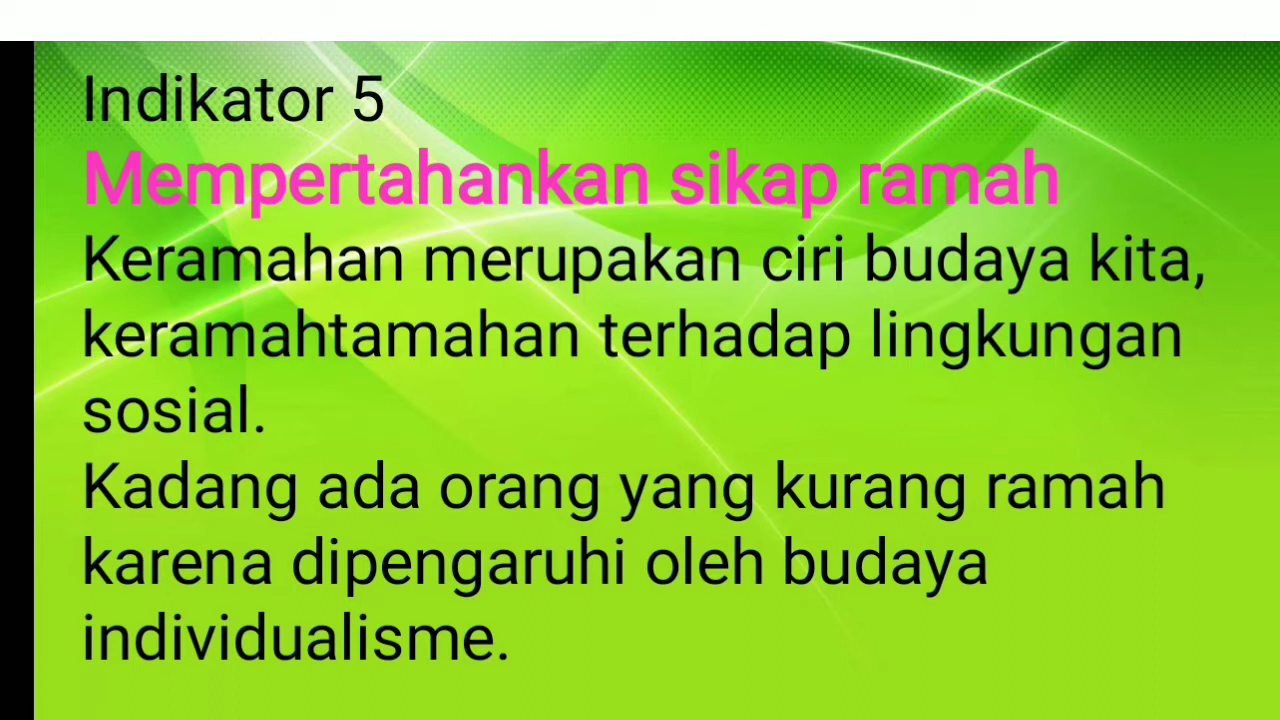 Indikator 5
Mempertahankan sikap ramah
Keramahan merupakan ciri budaya kita,
keramahtamahan terhadap lingkungan
sosial.
Kadang ada orang yang kurang ramah
karena dipengaruhi oleh budaya
individualisme.